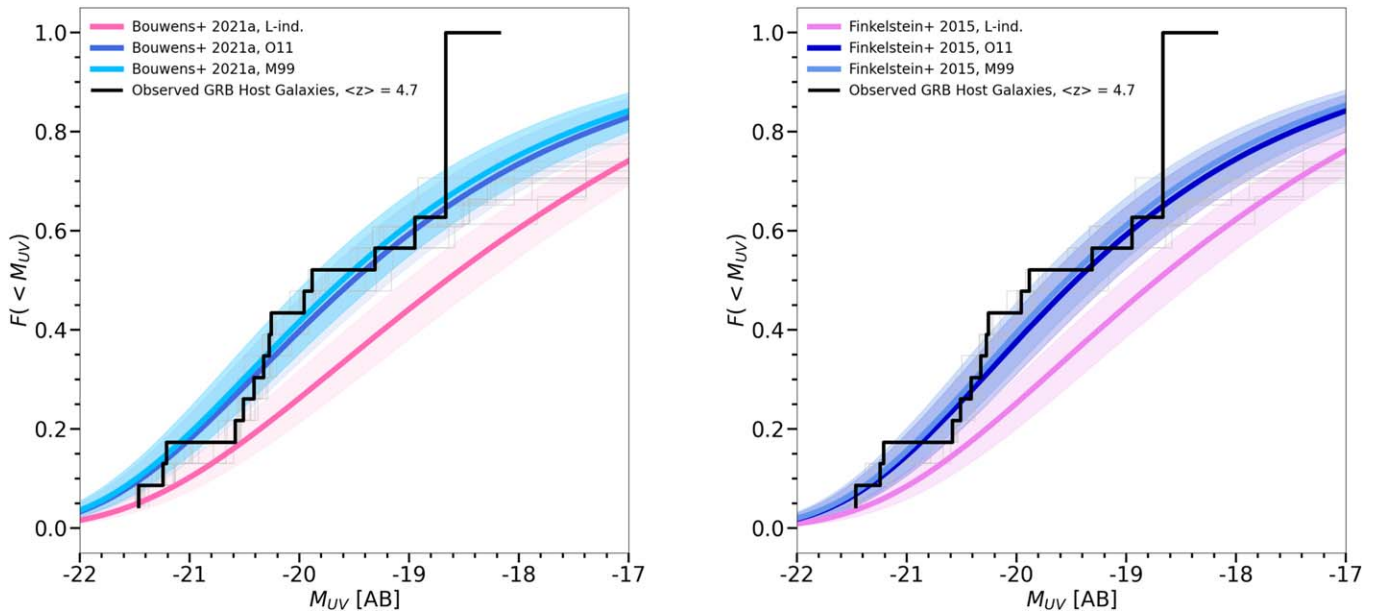 Bouwens+ 2021a, L-ind.
Bouwens+ 2021a, O11
Bouwens+ 2021a, M99
Observed GRB Host Galaxies, <z> = 4.7
1.0
0.8
0.6
0.4
0.2
0.0
F( < M_UV)
-22 -21 -20 -19 -18 -17
M_UV [AB]
Finkelstein+ 2015, L-ind.
Finkelstein+ 2015, O11
Finkelstein+ 2015, M99
Observed GRB Host Galaxies, <z> = 4.7
1.0
0.8
0.6
0.4
0.2
0.0
F( < M_UV)
-22 -21 -20 -19 -18 -17
M_UV [AB]